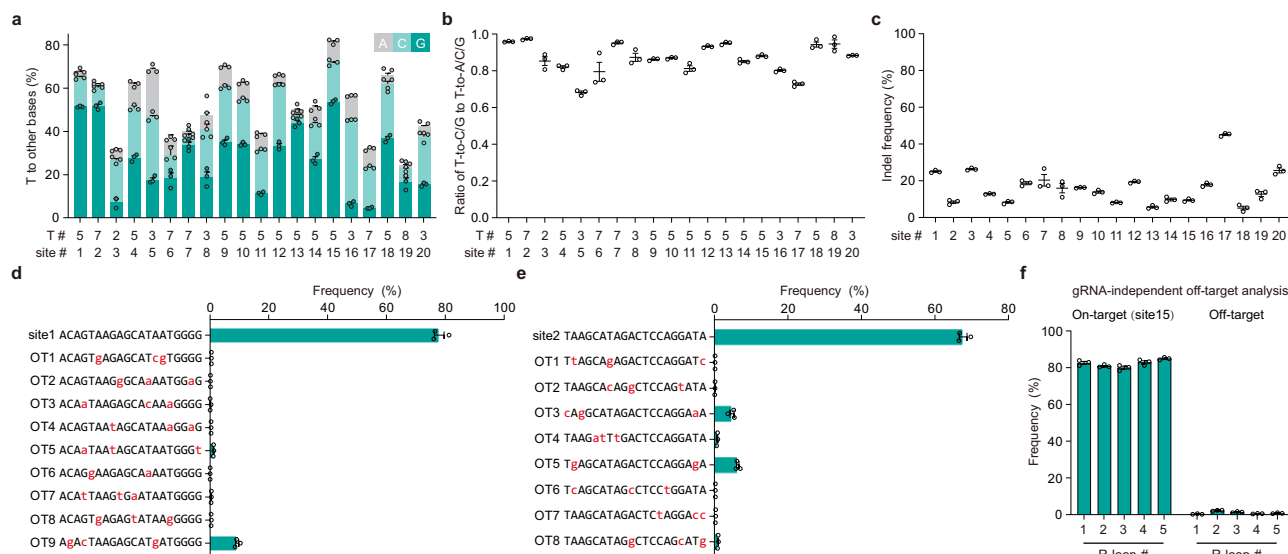 a
T to other bases (%)
80
60
40
20
0
A C G
T # 5 7 2 5 3 7 7 3 5 5 3 5 5 5 5 3 7 5 8 3
site # 1 2 3 4 5 6 7 8 9 10 11 12 13 14 15 16 17 18 19 20
b
Ratio of T-to-C/G to T-to-A/C/G
1.0
0.8
0.6
0.4
0.2
0.0
T # 5 7 2 5 3 7 7 3 5 5 3 5 5 5 5 3 7 5 8 3
site # 1 2 3 4 5 6 7 8 9 10 11 12 13 14 15 16 17 18 19 20
c
Indel frequency (%)
100
80
60
40
20
0
site # 1 2 3 4 5 6 7 8 9 10 11 12 13 14 15 16 17 18 19 20
d
Frequency (%)
0 20 40 60 80 100
site1 ACAGTAAGAGCATAATGGGG
OT1 ACAGTgAGAGCATcgTGGGG
OT2 ACAGTAAGgGCAaAATGGaG
OT3 ACAaTAAGAGCAcAAaGGGG
OT4 ACAGTAAtAGCATAAaGGaG
OT5 ACAaTAAtAGCATAATGGGt
OT6 ACAGgAAGAGCAaAATGGGG
OT7 ACAtTAAGtGaATAATGGGG
OT8 ACAGTgAGAGtATAAgGGGG
OT9 AgAcTAAGAGCATgATGGGG
e
Frequency (%)
0 20 40 60 80
site2 TAAGCATAGACTCCAGGATA
OT1 TtAGCAgAGACTCCAGGATc
OT2 TAAGCAcAGgCTCCAGtATA
OT3 cAgGCATAGACTCCAGGAaA
OT4 TAAGatTtGACTCCAGGATA
OT5 TgAGCATAGACTCCAGGAgA
OT6 TcAGCATAGcCTCCtGGATA
OT7 TAAGCATAGACTCtAGGAcc
OT8 TAAGCATAGgCTCCAGcATg
f
gRNA-independent off-target analysis
On-target (site15) Off-target
Frequency (%)
100
80
60
40
20
0
1 2 3 4 5 1 2 3 4 5
R-loop #